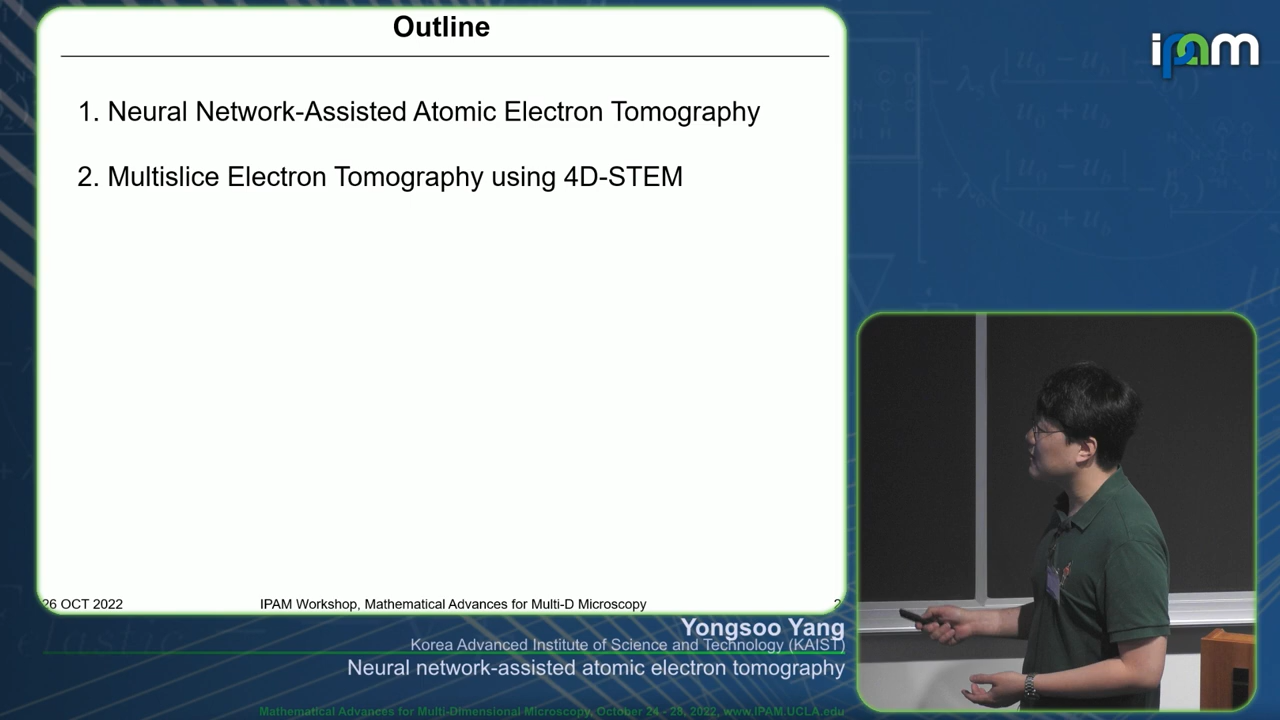 Outline
1. Neural Network-Assisted Atomic Electron Tomography
2. Multislice Electron Tomography using 4D-STEM
26 OCT 2022
IPAM Workshop, Mathematical Advances for Multi-D Microscopy
2
ipam
Yongsoo Yang
Korea Advanced Institute of Science and Technology (KAIST)
Neural network-assisted atomic electron tomography
Mathematical Advances for Multi-Dimensional Microscopy, October 24 - 28, 2022, www.IPAM.UCLA.edu